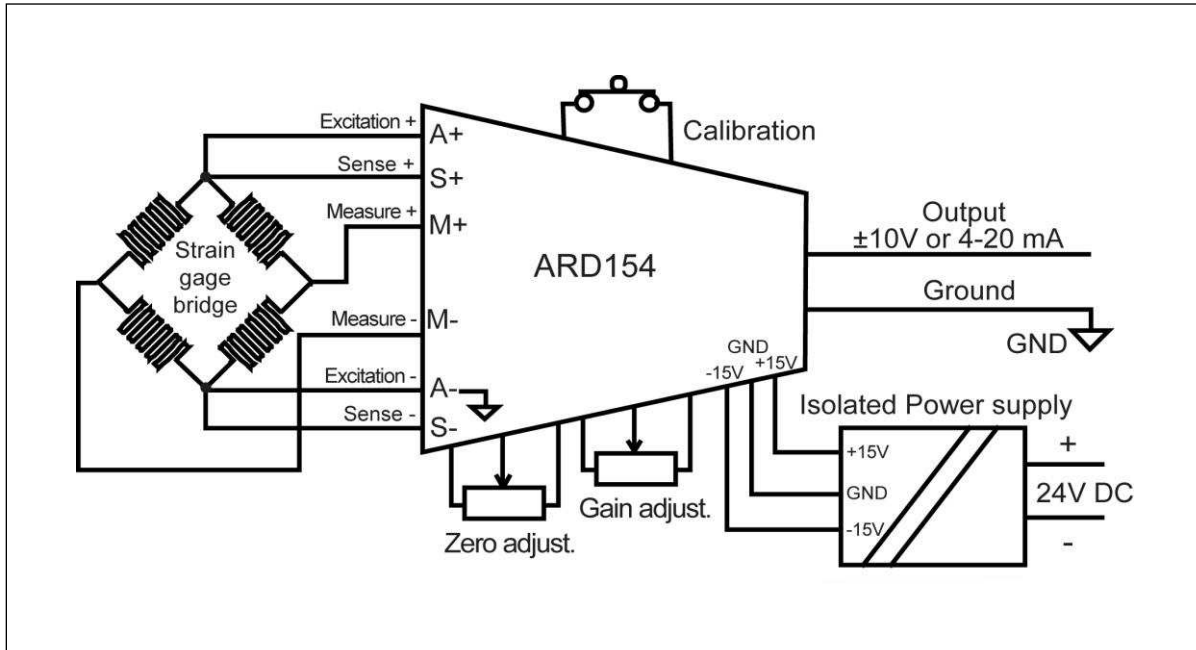 Calibration
Excitation +
A+
Sense +
S+
Measure +
M+
Strain
gage
bridge
ARD154
Output
±10V or 4-20 mA
Ground
GND
Measure -
M-
Excitation -
A-
Sense -
S-
GND
-15V
+15V
Zero adjust.
Gain adjust.
Isolated Power supply
+15V
GND
-15V
+
24V DC
-